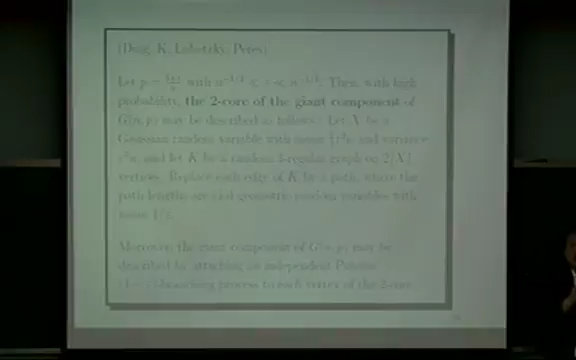 (Ding, K, Lubetzky, Peres)
Let p = with Then, with high
probability, the 2-core of the giant component of
G(n, p) may be described as follows. Let X be a
Gaussian random variable with mean and variance
and let K be a random 3-regular graph on 2⌊X⌋
vertices. Replace each edge of K by a path, where the
path lengths are i.i.d geometric random variables with
mean 1/ε.
Moreover, the giant component of G(n, p) may be
described by attaching an independent Poisson
branching process to each vertex of the 2-core